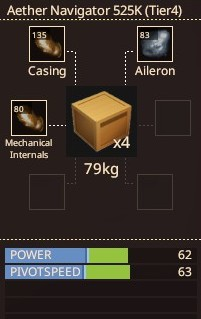 Aether Navigator 525K (Tier4)
135
83
Casing
Aileron
80
x4
Mechanical
Internals
79kg
POWER 62
PIVOTSPEED 63